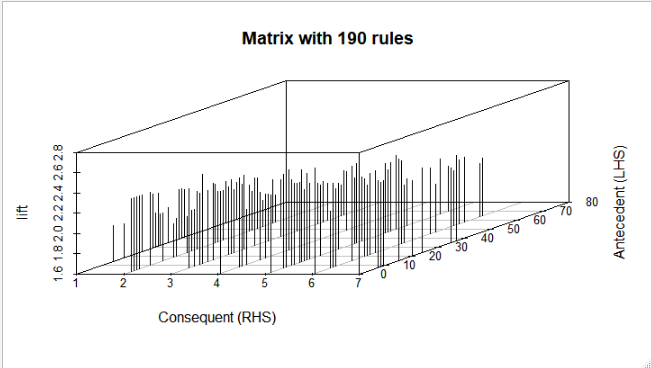 Matrix with 190 rules
lift
1.6 1.8 2.0 2.2 2.4 2.6 2.8
1 2 3 4 5 6 7
Consequent (RHS)
0 10 20 30 40 50 60 70 80
Antecedent (LHS)